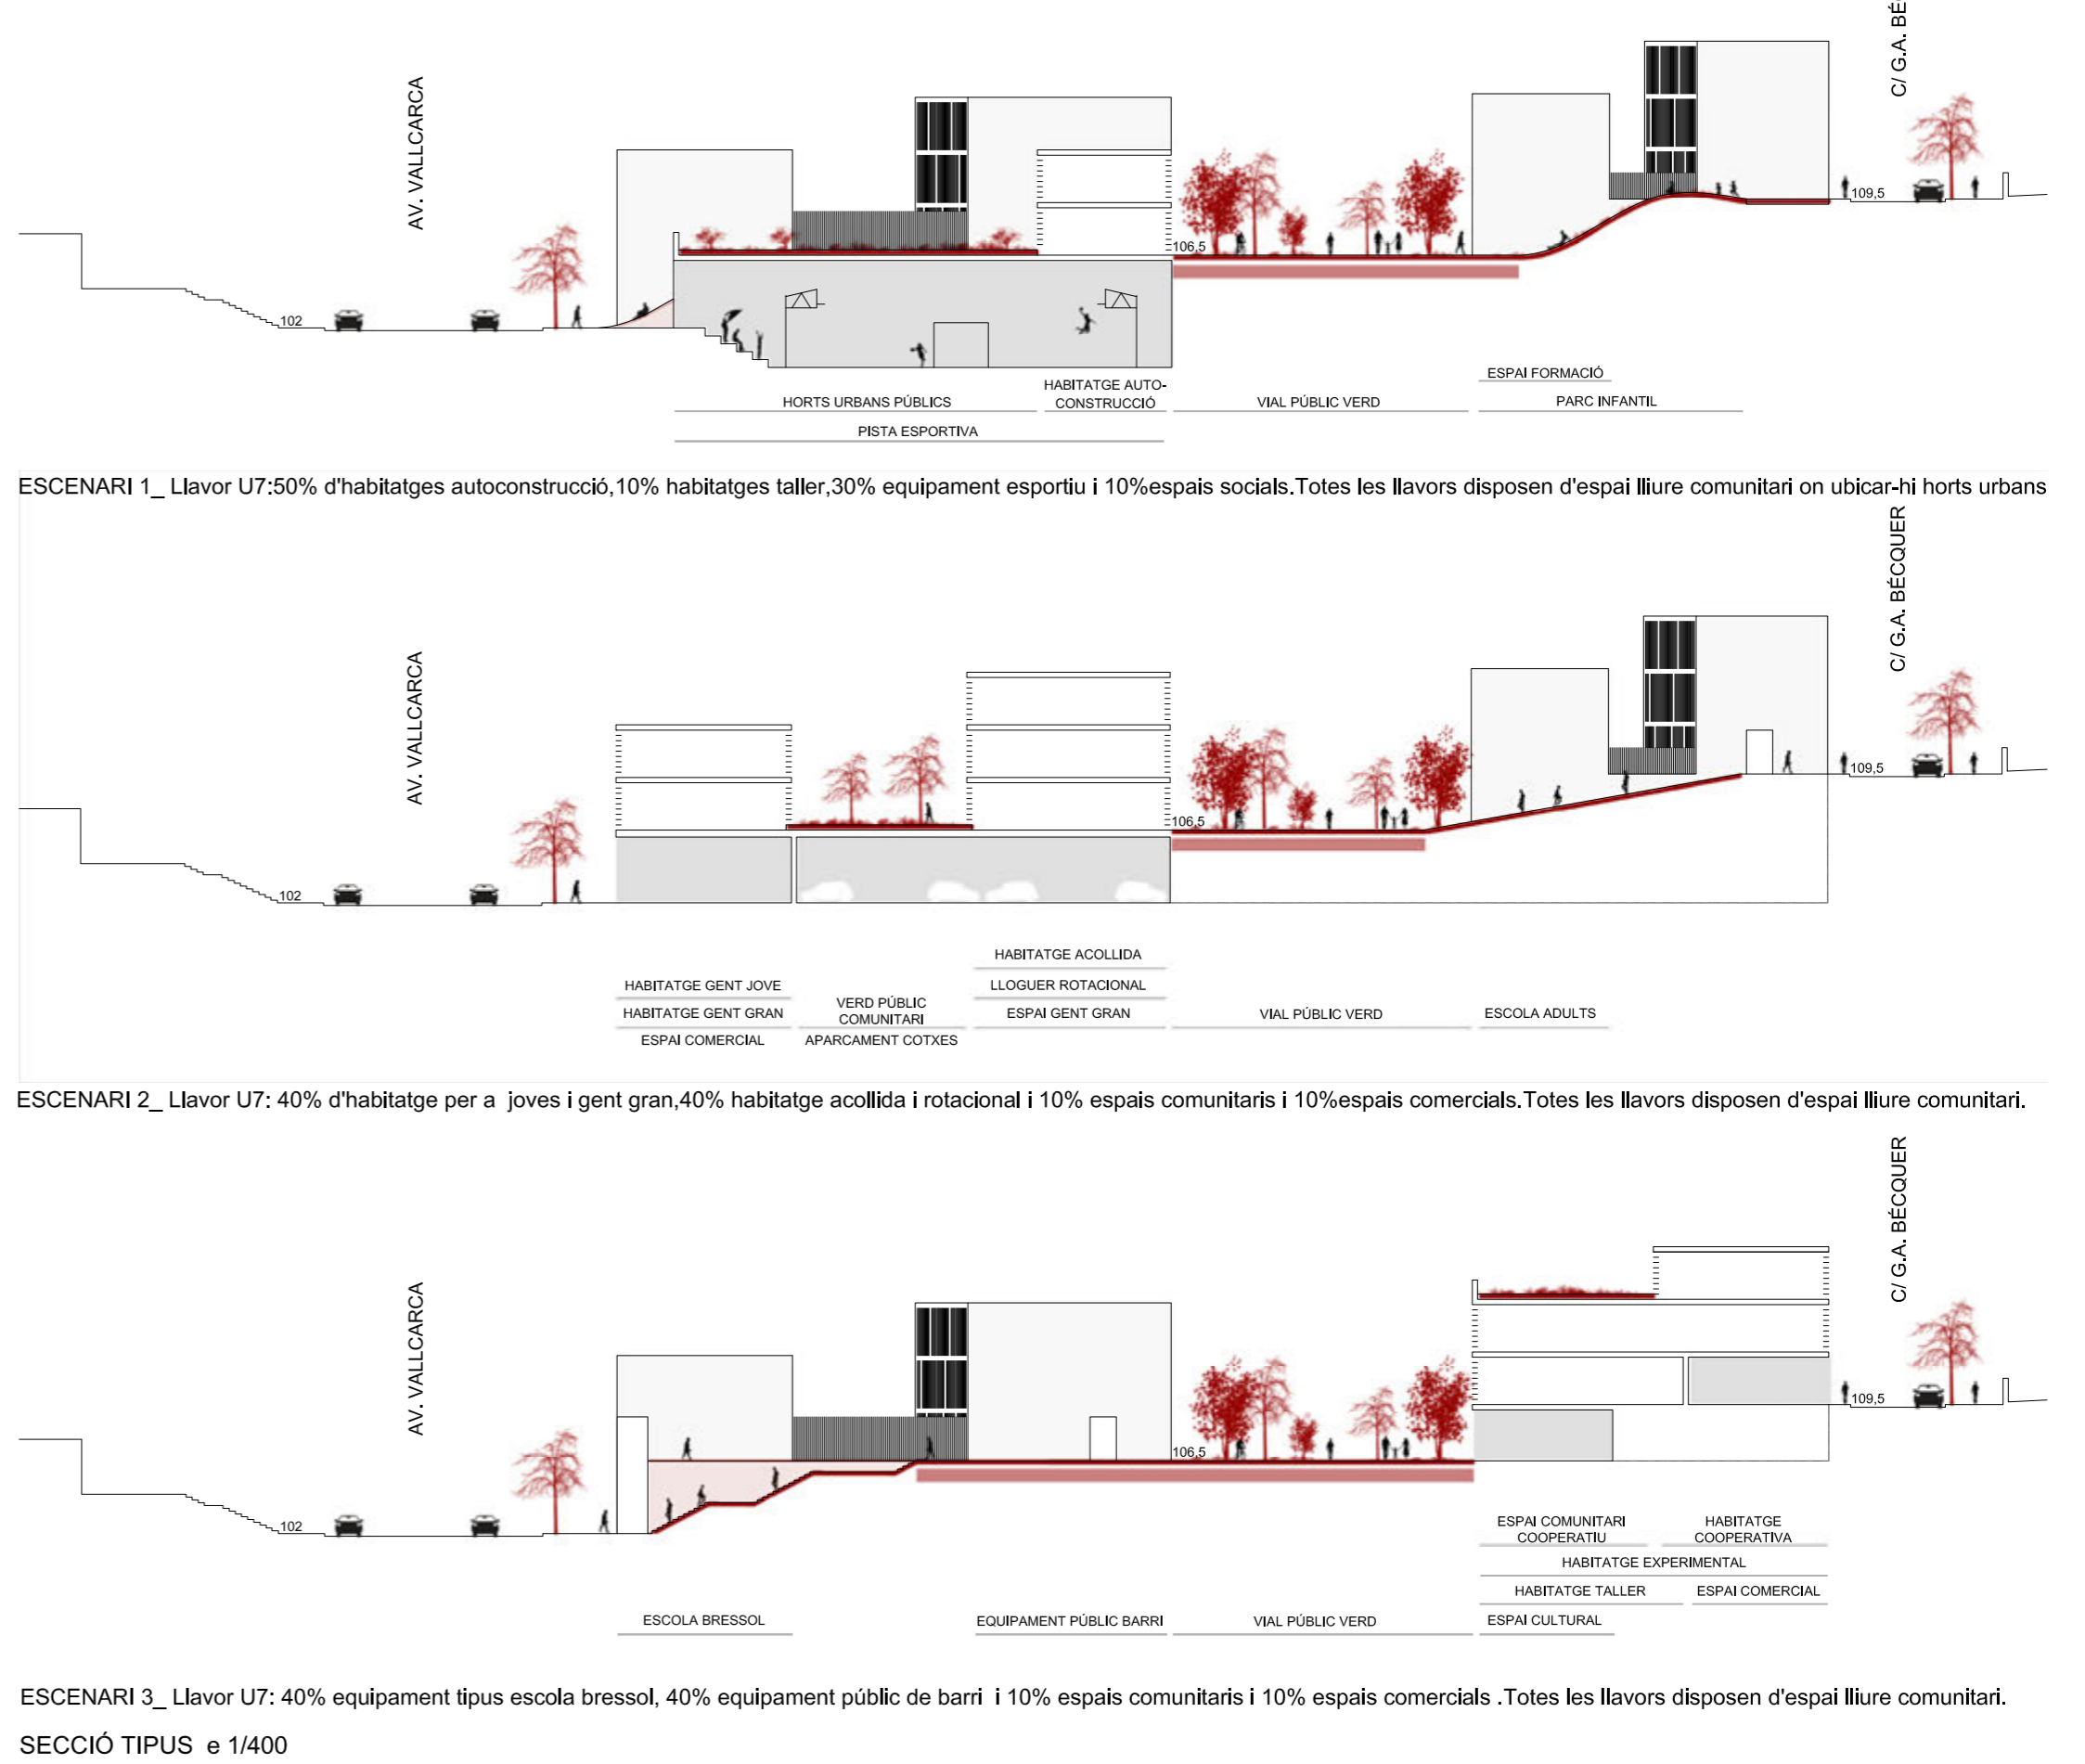 AV. VALLCARCA
C/ G.A. BÉ
102
106,5
109,5
ESPAI FORMACIÓ
HABITATGE AUTO-
CONSTRUCCIÓ
HORTS URBANS PÚBLICS
VIAL PÚBLIC VERD
PARC INFANTIL
PISTA ESPORTIVA
ESCENARI 1_ Llavor U7:50% d'habitatges autoconstrucció,10% habitatges taller,30% equipament esportiu i 10%espais socials.Totes les llavors disposen d'espai lliure comunitari on ubicar-hi horts urbans
AV. VALLCARCA
C/ G.A. BÉCQUER
102
106,5
109,5
HABITATGE ACOLLIDA
HABITATGE GENT JOVE
LLOGUER ROTACIONAL
VERD PÚBLIC
COMUNITARI
HABITATGE GENT GRAN
ESPAI GENT GRAN
VIAL PÚBLIC VERD
ESCOLA ADULTS
ESPAI COMERCIAL
APARCAMENT COTXES
ESCENARI 2_ Llavor U7: 40% d'habitatge per a joves i gent gran,40% habitatge acollida i rotacional i 10% espais comunitaris i 10%espais comercials.Totes les llavors disposen d'espai lliure comunitari.
AV. VALLCARCA
C/ G.A. BÉCQUER
102
106,5
109,5
ESPAI COMUNITARI
COOPERATIU
HABITATGE
COOPERATIVA
HABITATGE EXPERIMENTAL
HABITATGE TALLER
ESPAI COMERCIAL
ESCOLA BRESSOL
EQUIPAMENT PÚBLIC BARRI
VIAL PÚBLIC VERD
ESPAI CULTURAL
ESCENARI 3_ Llavor U7: 40% equipament tipus escola bressol, 40% equipament públic de barri i 10% espais comunitaris i 10% espais comercials .Totes les llavors disposen d'espai lliure comunitari.
SECCIÓ TIPUS e 1/400